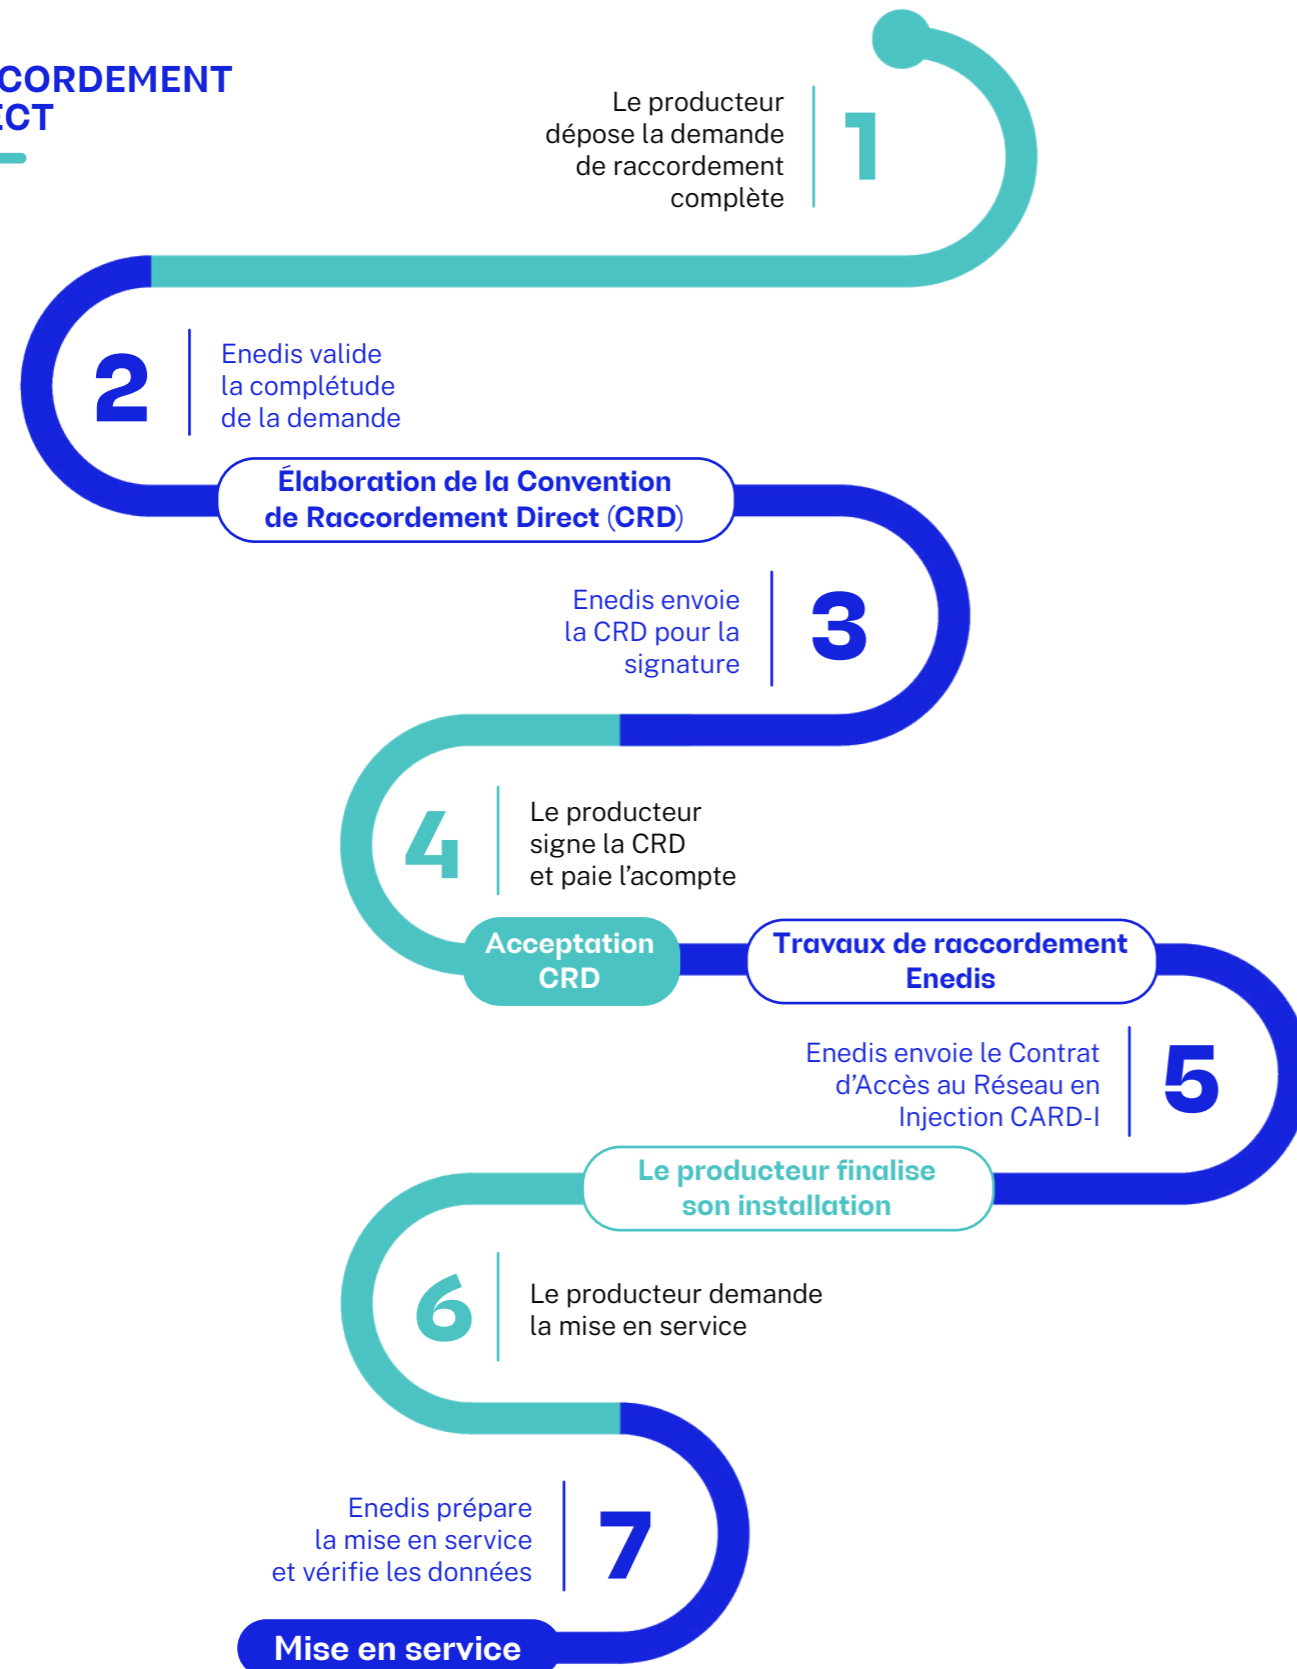 CORDEMENT
ECT
Le producteur
dépose la demande
de raccordement
complète
1
2
Enedis valide
la complétude
de la demande
Élaboration de la Convention
de Raccordement Direct (CRD)
Enedis envoie
la CRD pour la
signature
3
4
Le producteur
signe la CRD
et paie l’acompte
Acceptation
CRD
Travaux de raccordement
Enedis
Enedis envoie le Contrat
d’Accès au Réseau en
Injection CARD-I
5
Le producteur finalise
son installation
6
Le producteur demande
la mise en service
Enedis prépare
la mise en service
et vérifie les données
7
Mise en service